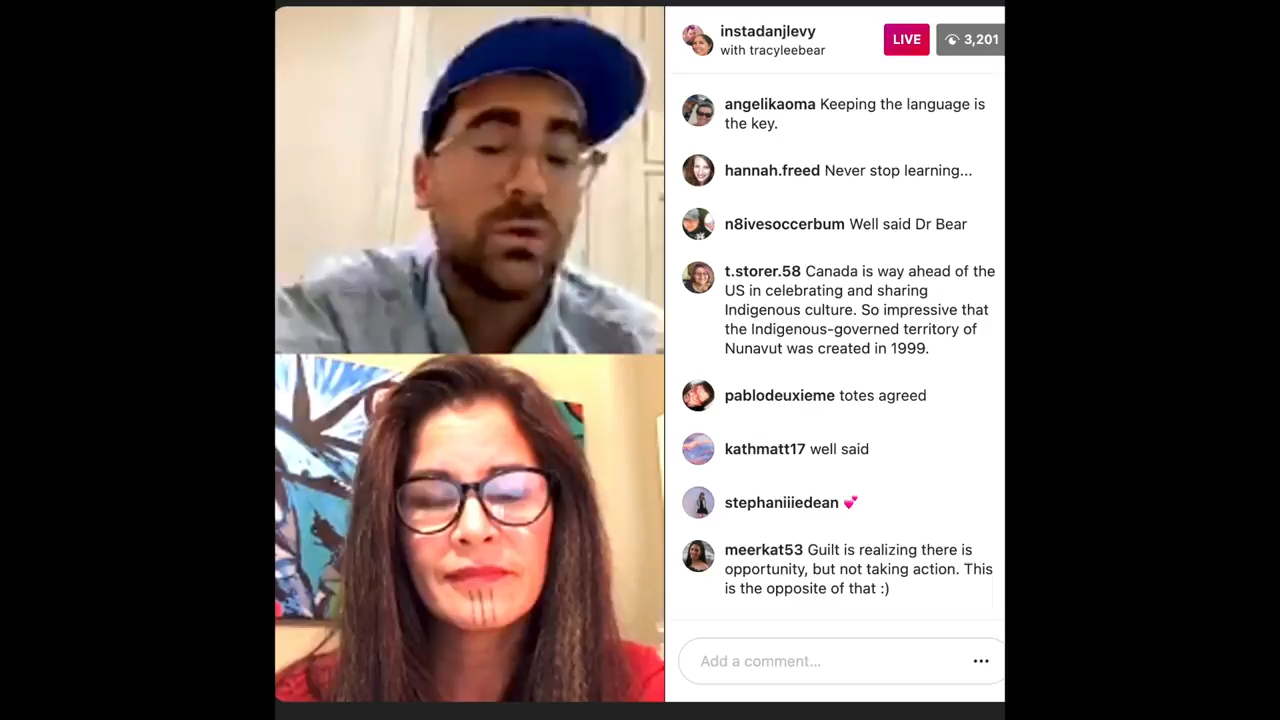 instadanjlevy
with tracyleebear
LIVE
3,201
angelikaoma Keeping the language is
the key.
hannah.freed Never stop learning...
n8ivesoccerbum Well said Dr Bear
t.storer.58 Canada is way ahead of the
US in celebrating and sharing
Indigenous culture. So impressive that
the Indigenous-governed territory of
Nunavut was created in 1999.
pablodeuxieme totes agreed
kathmatt17 well said
stephaniiiedean 💕
meerkat53 Guilt is realizing there is
opportunity, but not taking action. This
is the opposite of that :)
Add a comment...